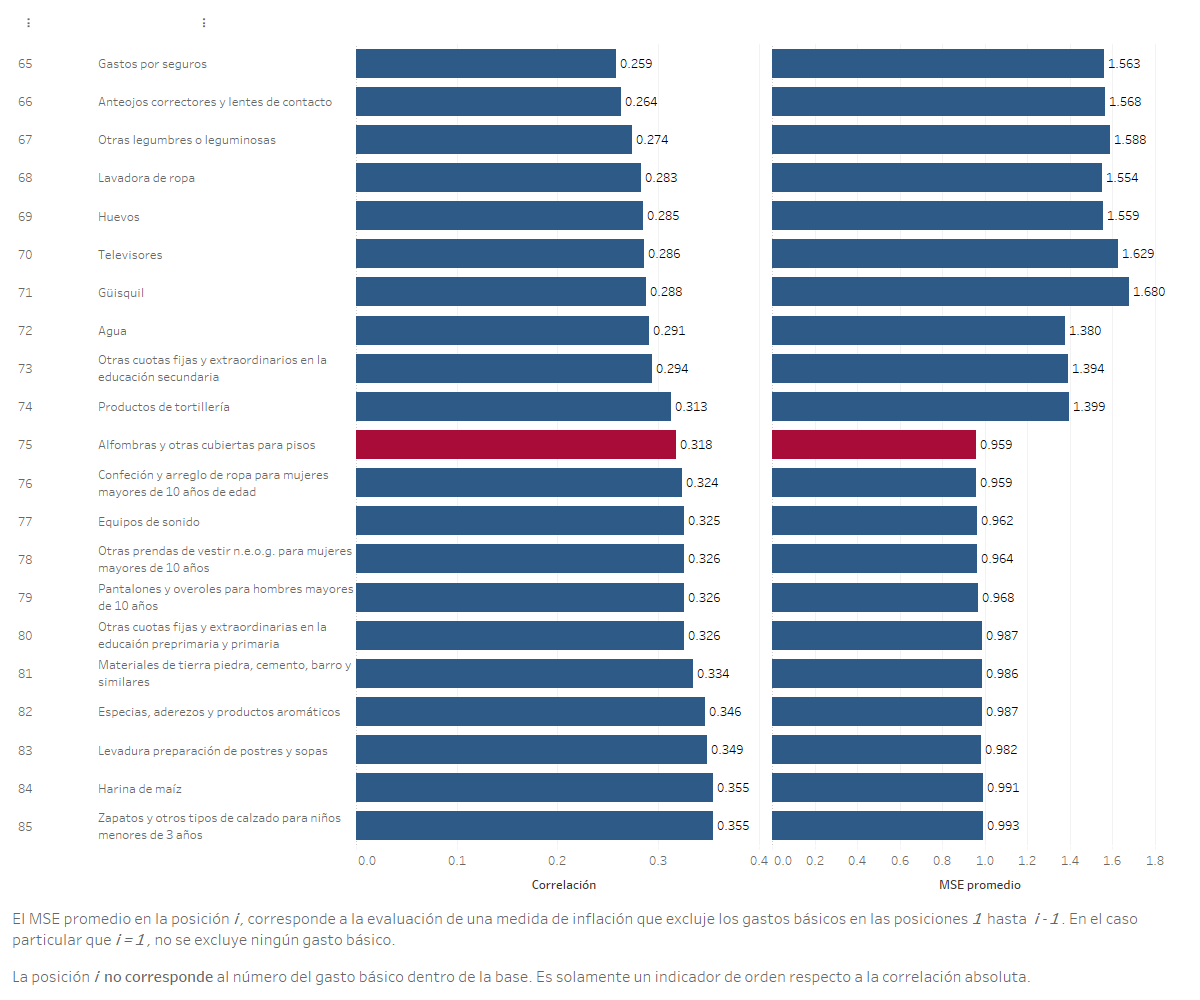 65 Gastos por seguros 0.259 1.563
66 Anteojos correctores y lentes de contacto 0.264 1.568
67 Otras legumbres o leguminosas 0.274 1.588
68 Lavadora de ropa 0.283 1.554
69 Huevos 0.285 1.559
70 Televisores 0.286 1.629
71 Güisquil 0.288 1.680
72 Agua 0.291 1.380
73 Otras cuotas fijas y extraordinarios en la
educación secundaria 0.294 1.394
74 Productos de tortillería 0.313 1.399
75 Alfombras y otras cubiertas para pisos 0.318 0.959
76 Confeción y arreglo de ropa para mujeres
mayores de 10 años de edad 0.324 0.959
77 Equipos de sonido 0.325 0.962
78 Otras prendas de vestir n.e.o.g. para mujeres
mayores de 10 años 0.326 0.964
79 Pantalones y overoles para hombres mayores
de 10 años 0.326 0.968
80 Otras cuotas fijas y extraordinarias en la
educaión preprimaria y primaria 0.326 0.987
81 Materiales de tierra piedra, cemento, barro y
similares 0.334 0.986
82 Especias, aderezos y productos aromáticos 0.346 0.987
83 Levadura preparación de postres y sopas 0.349 0.982
84 Harina de maíz 0.355 0.991
85 Zapatos y otros tipos de calzado para niños
menores de 3 años 0.355 0.993
0.0 0.1 0.2 0.3 0.4 0.0 0.2 0.4 0.6 0.8 1.0 1.2 1.4 1.6 1.8
Correlación MSE promedio
El MSE promedio en la posición i, corresponde a la evaluación de una medida de inflación que excluye los gastos básicos en las posiciones 1 hasta i - 1. En el caso
particular que i = 1, no se excluye ningún gasto básico.
La posición i no corresponde al número del gasto básico dentro de la base. Es solamente un indicador de orden respecto a la correlación absoluta.